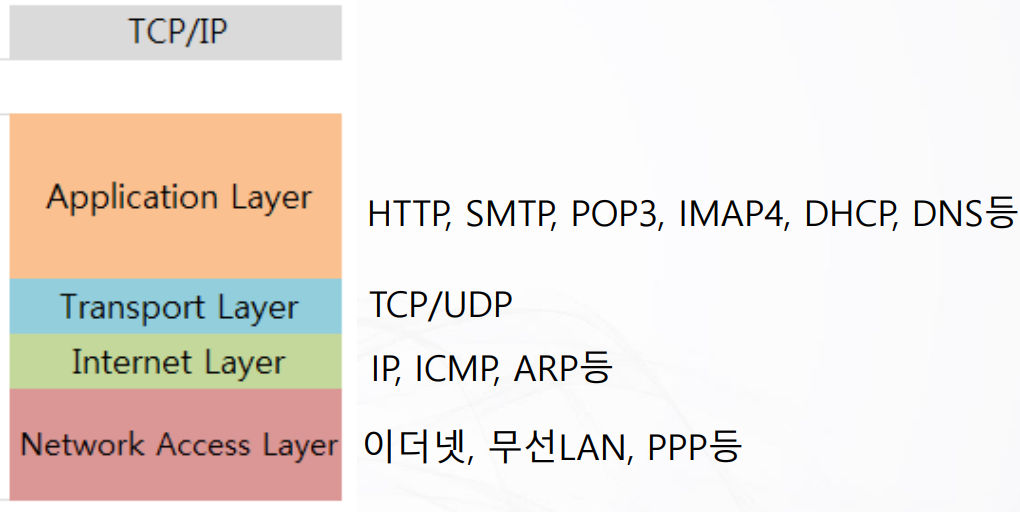 TCP/IP
Application Layer
HTTP, SMTP, POP3, IMAP4, DHCP, DNS등
Transport Layer
TCP/UDP
Internet Layer
IP, ICMP, ARP등
Network Access Layer
이더넷, 무선LAN, PPP등